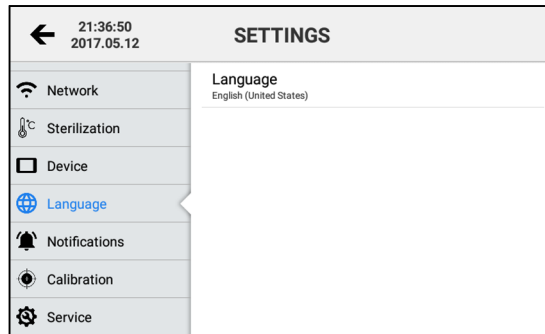 21:36:50
2017.05.12
SETTINGS
Network
°C Sterilization
Device
Language
Notifications
Calibration
Service
Language
English (United States)